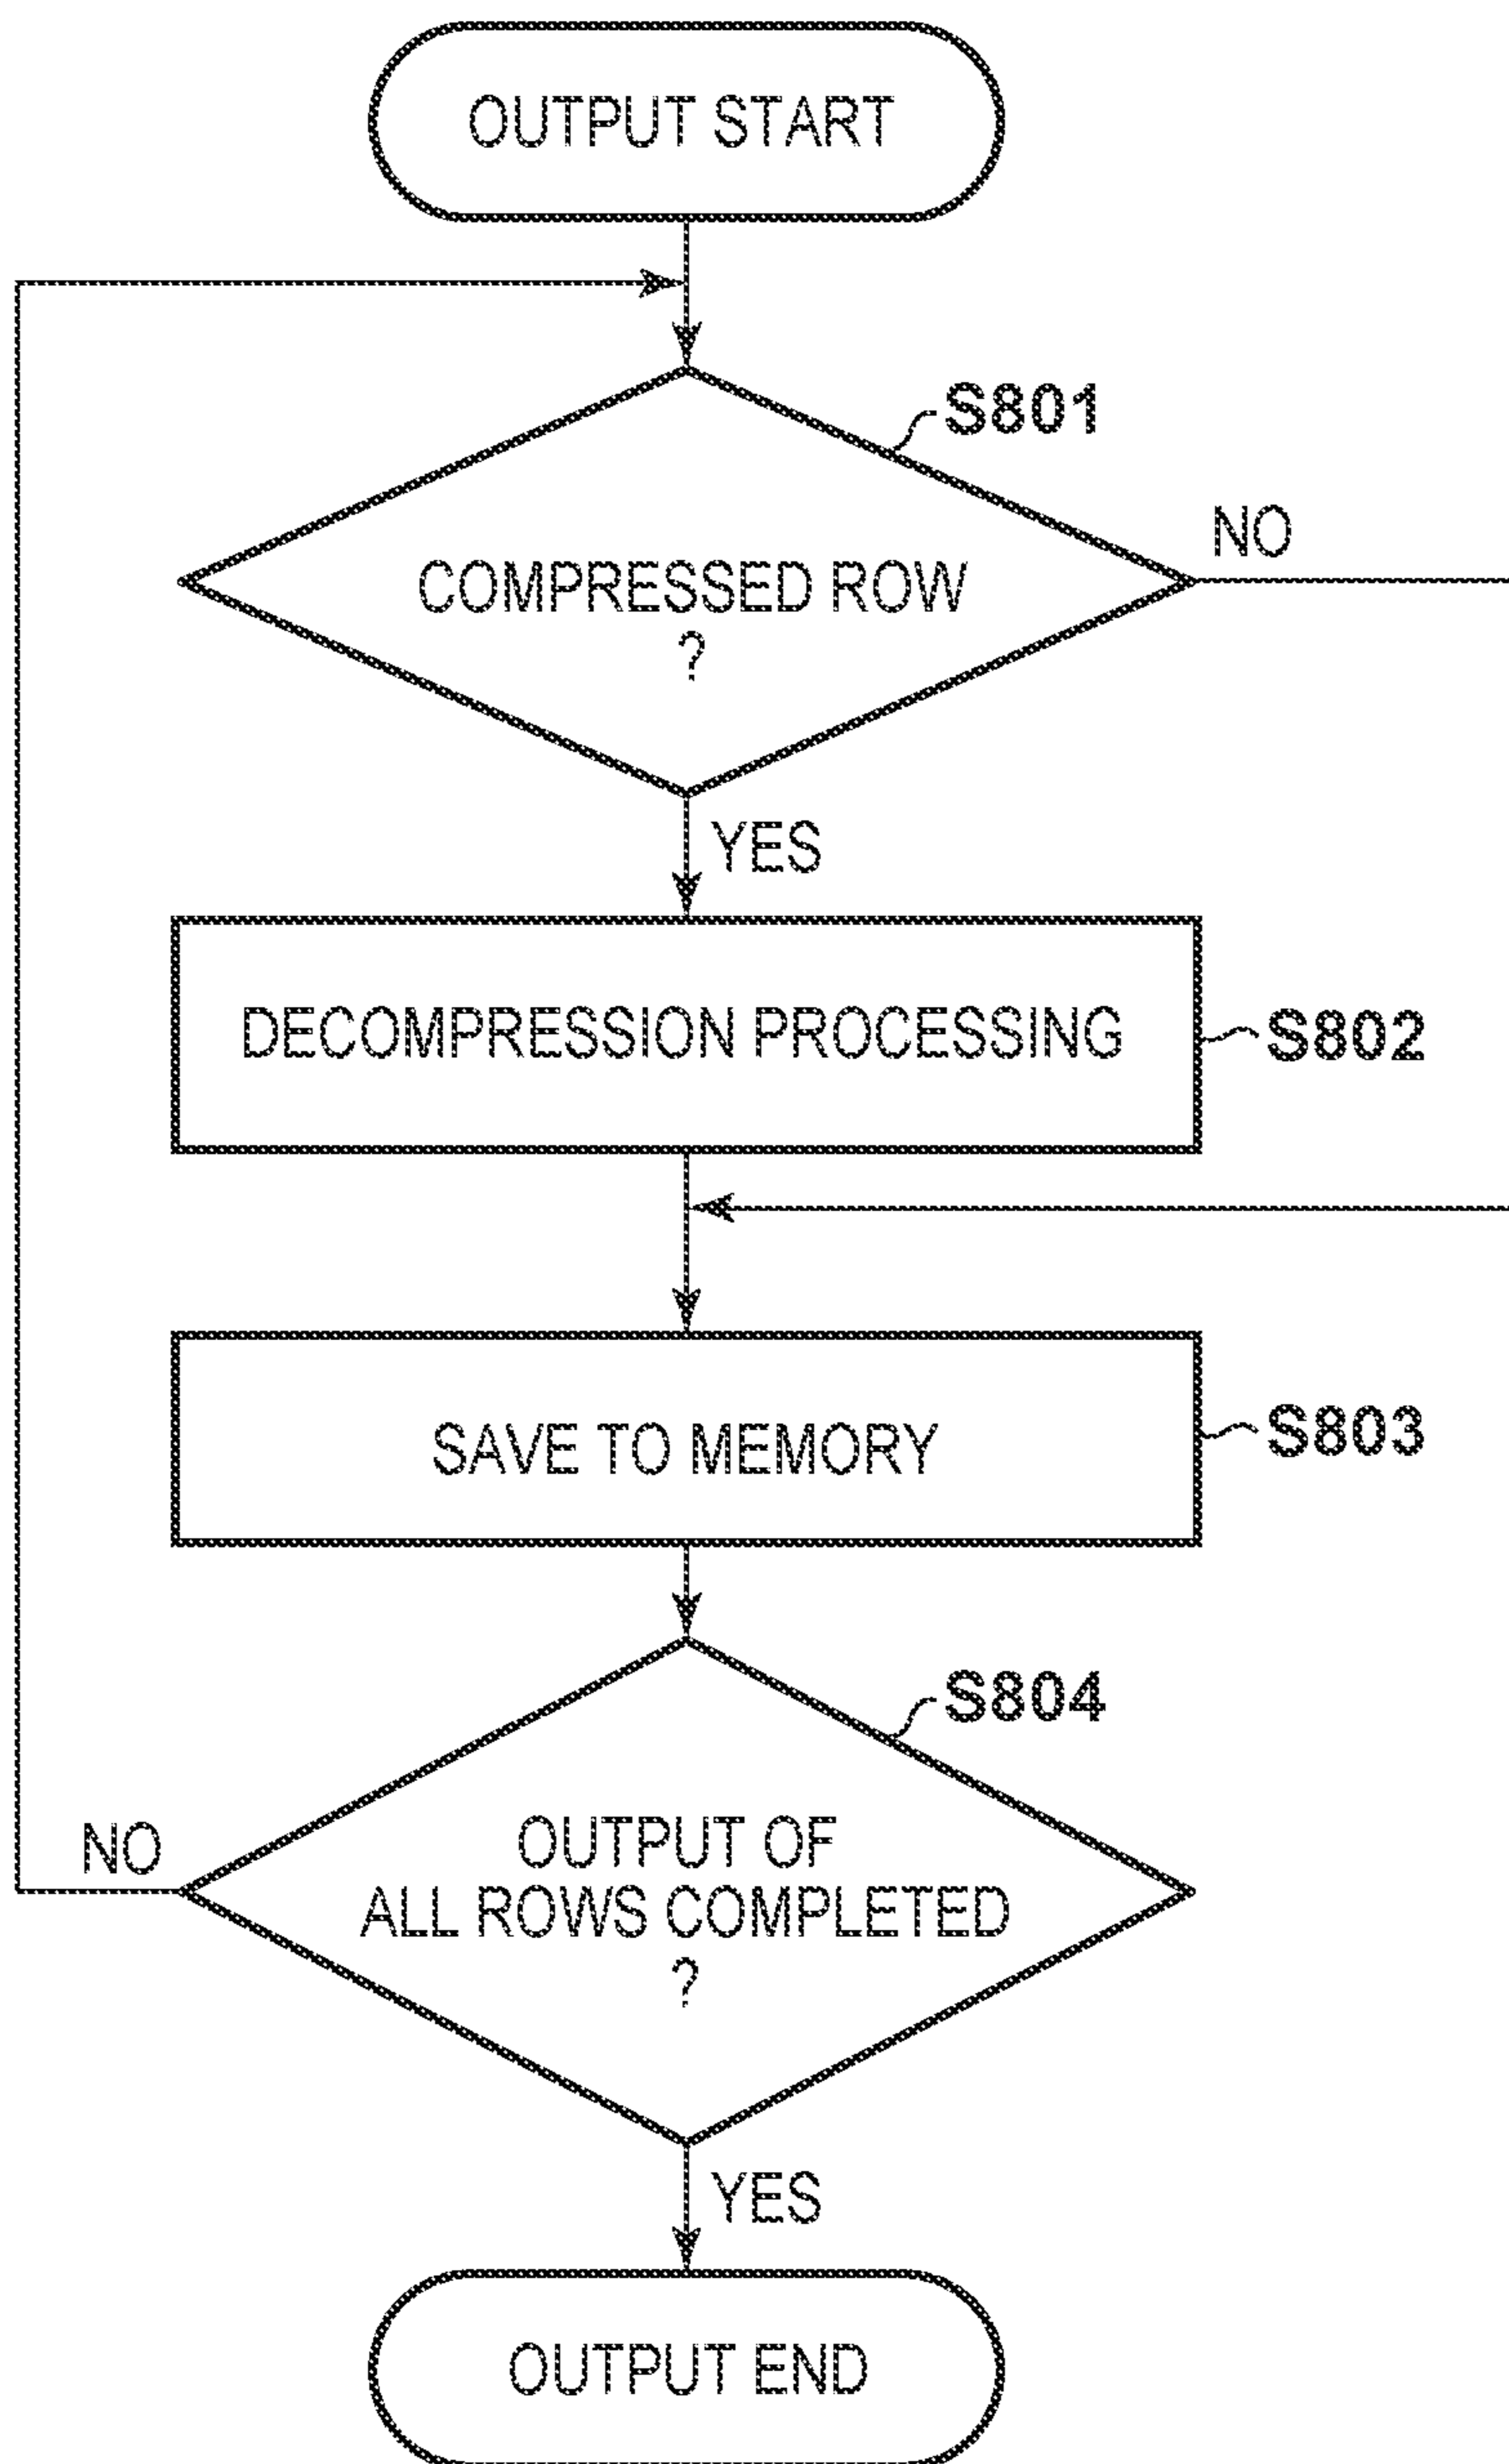 OUTPUT START
S801
NO
COMPRESSED ROW
?
YES
DECOMPRESSION PROCESSING
S802
SAVE TO MEMORY
S803
S804
NO
OUTPUT OF
ALL ROWS COMPLETED
?
YES
OUTPUT END